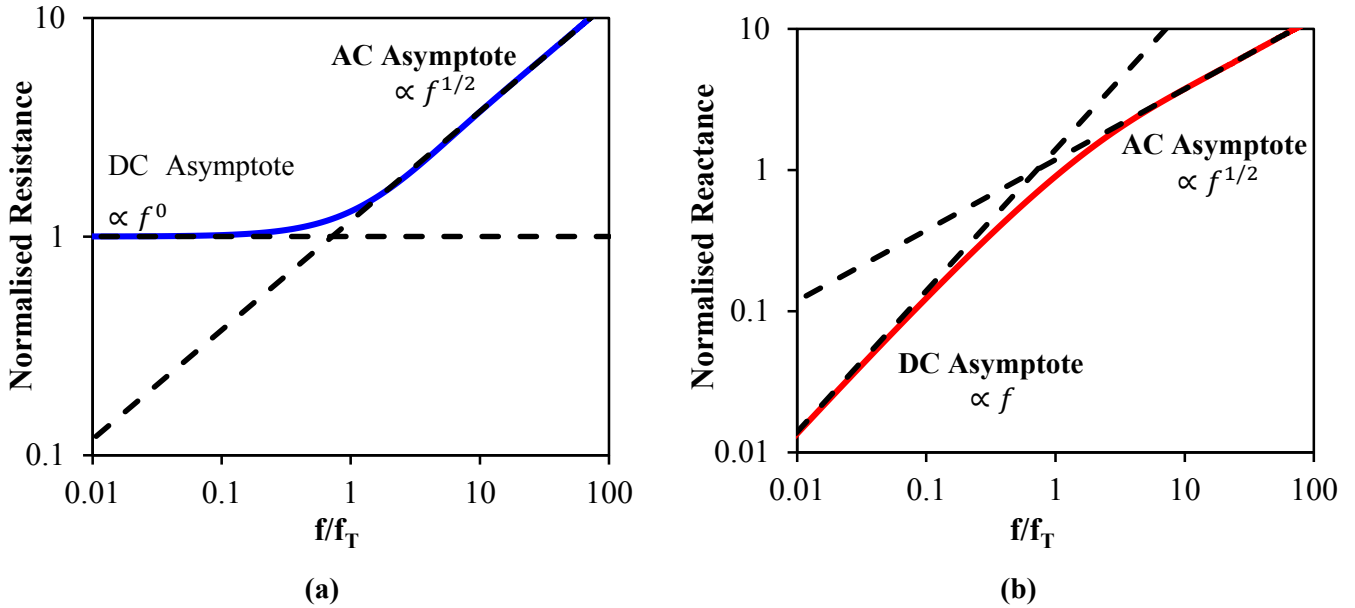 10
1
0.1
Normalised Resistance
AC Asymptote
∝ 𝑓^{1/2}
DC Asymptote
∝ 𝑓^0
0.01
0.1
1
10
100
f/f_T
(a)
10
1
0.1
0.01
Normalised Reactance
AC Asymptote
∝ 𝑓^{1/2}
DC Asymptote
∝ 𝑓
0.01
0.1
1
10
100
f/f_T
(b)